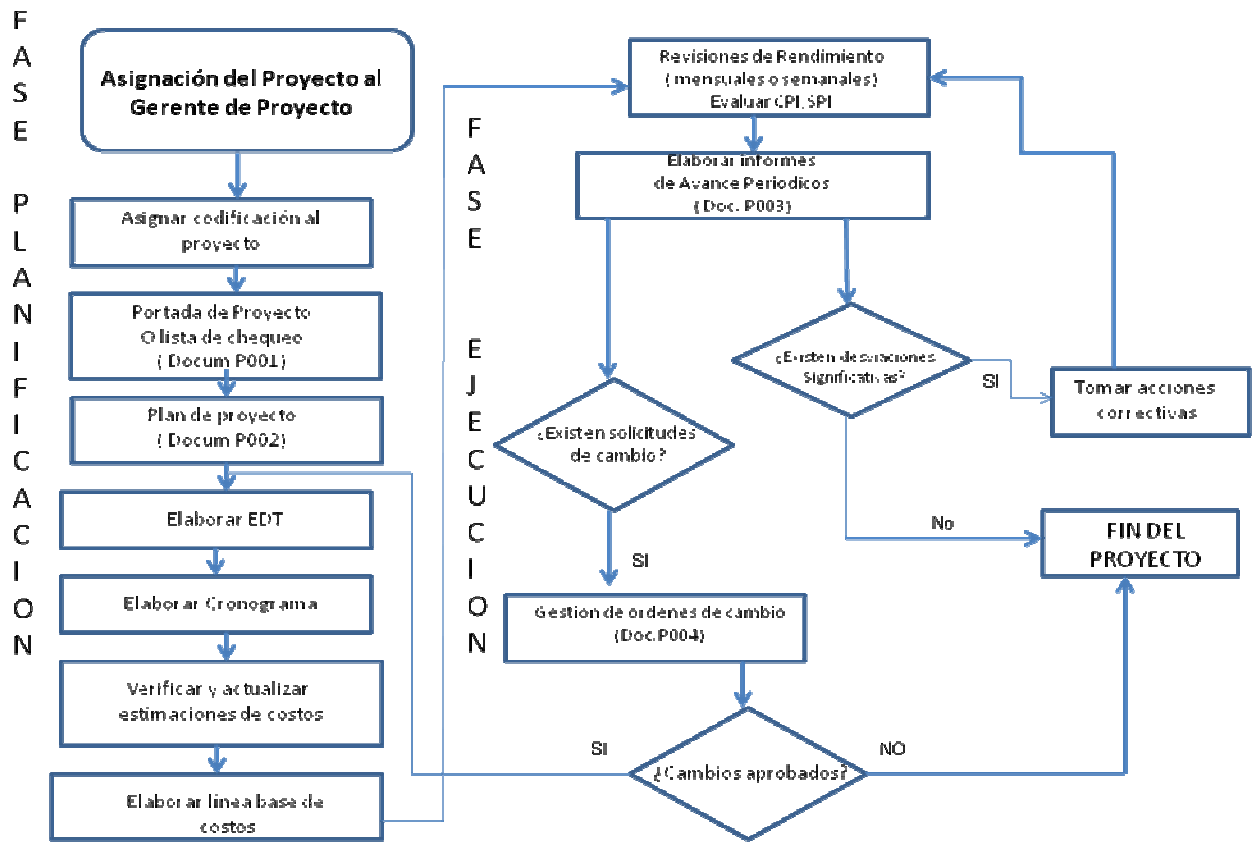 FASE PLANIFICACION
Asignación del Proyecto al
Gerente de Proyecto
Asignar codificación al
proyecto
Portada de Proyecto
O lista de chequeo
( Docum P001)
Plan de proyecto
( Docum P002)
Elaborar EDT
Elaborar Cronograma
Verificar y actualizar
estimaciones de costos
Elaborar línea base de
costos
FASE EJECUCION
Revisiones de Rendimiento
( mensuales o semanales)
Evaluar CPI, SPI
Elaborar informes
de Avance Periodicos
( Doc. P003)
¿Existen desviaciones
Significativas?
SI
Tomar acciones
correctivas
¿Existen solicitudes
de cambio?
No
FIN DEL
PROYECTO
SI
Gestion de ordenes de cambio
(Doc.P004)
SI
¿Cambios aprobados?
NO